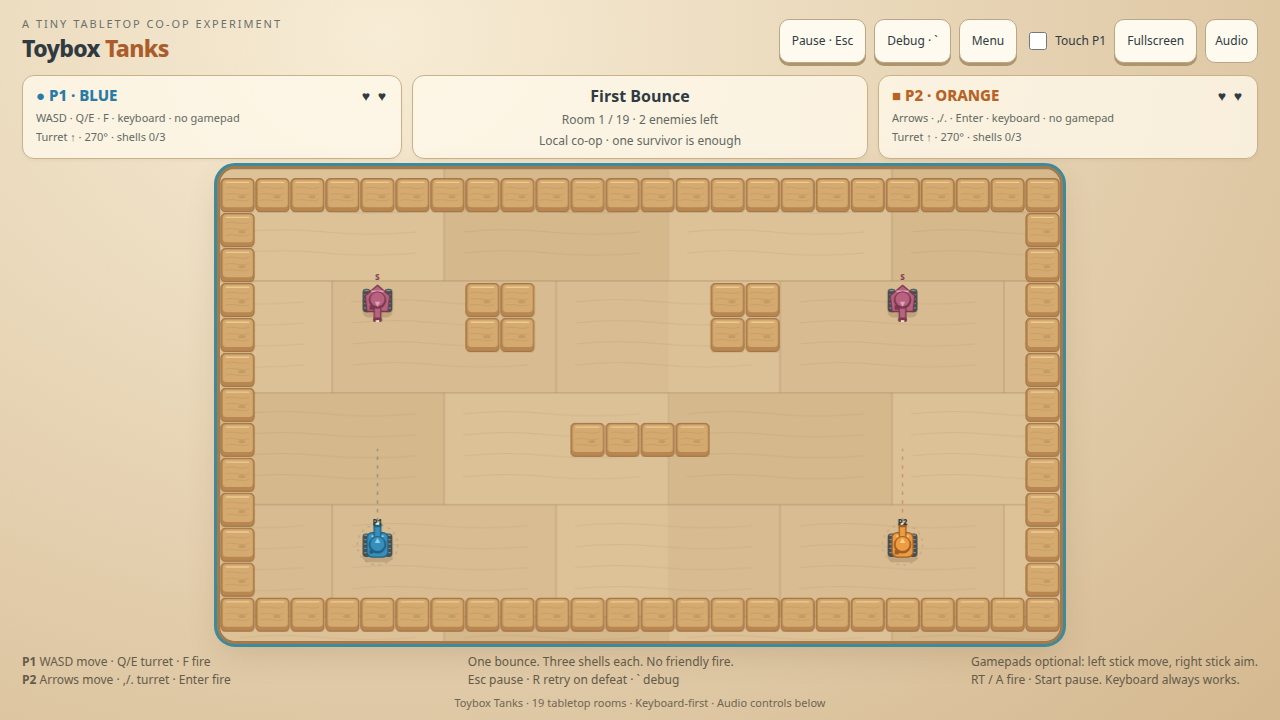 A TINY TABLETOP CO-OP EXPERIMENT
Toybox Tanks
Pause · Esc
Debug · `
Menu
Touch P1
Fullscreen
Audio
● P1 · BLUE
♥ ♥
WASD · Q/E · F · keyboard · no gamepad
Turret ↑ · 270° · shells 0/3
First Bounce
Room 1 / 19 · 2 enemies left
Local co-op · one survivor is enough
■ P2 · ORANGE
♥ ♥
Arrows · ,/. · Enter · keyboard · no gamepad
Turret ↑ · 270° · shells 0/3
S
S
P1
P2
P1 WASD move · Q/E turret · F fire
P2 Arrows move · ,/. turret · Enter fire
One bounce. Three shells each. No friendly fire.
Esc pause · R retry on defeat · ` debug
Gamepads optional: left stick move, right stick aim.
RT / A fire · Start pause. Keyboard always works.
Toybox Tanks · 19 tabletop rooms · Keyboard-first · Audio controls below